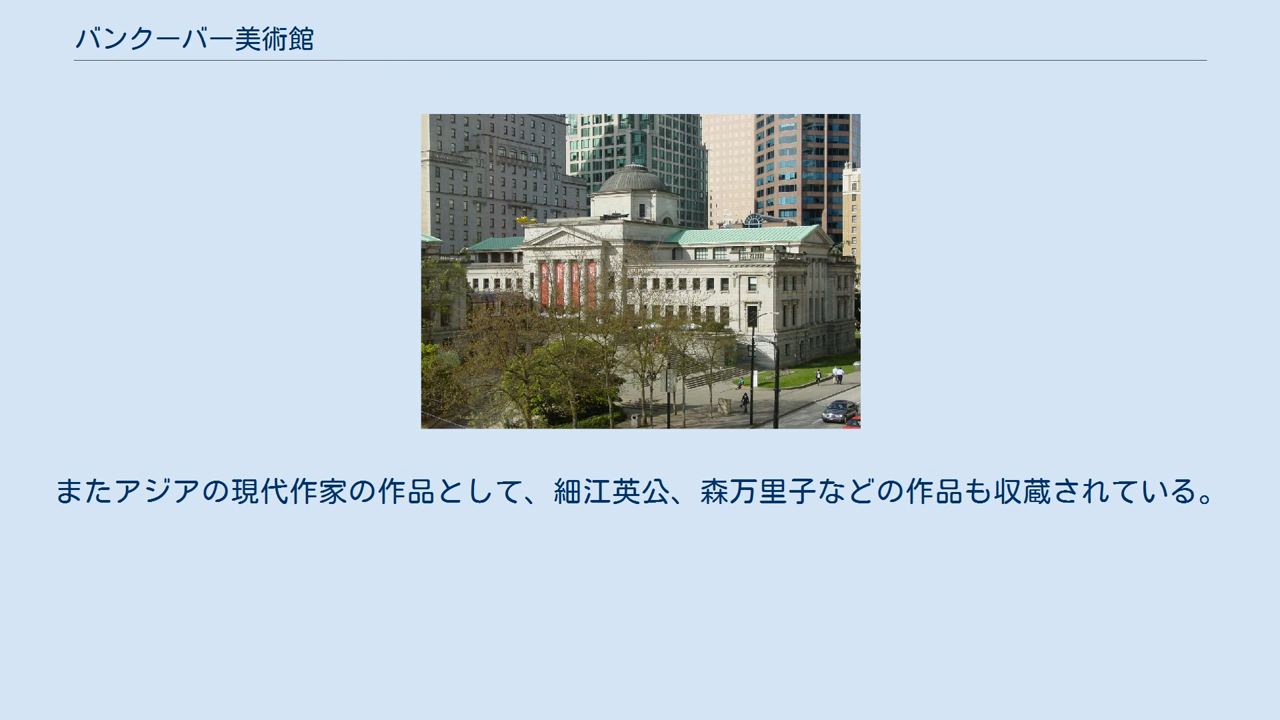 バンクーバー美術館
またアジアの現代作家の作品として、細江英公、森万里子などの作品も収蔵されている。